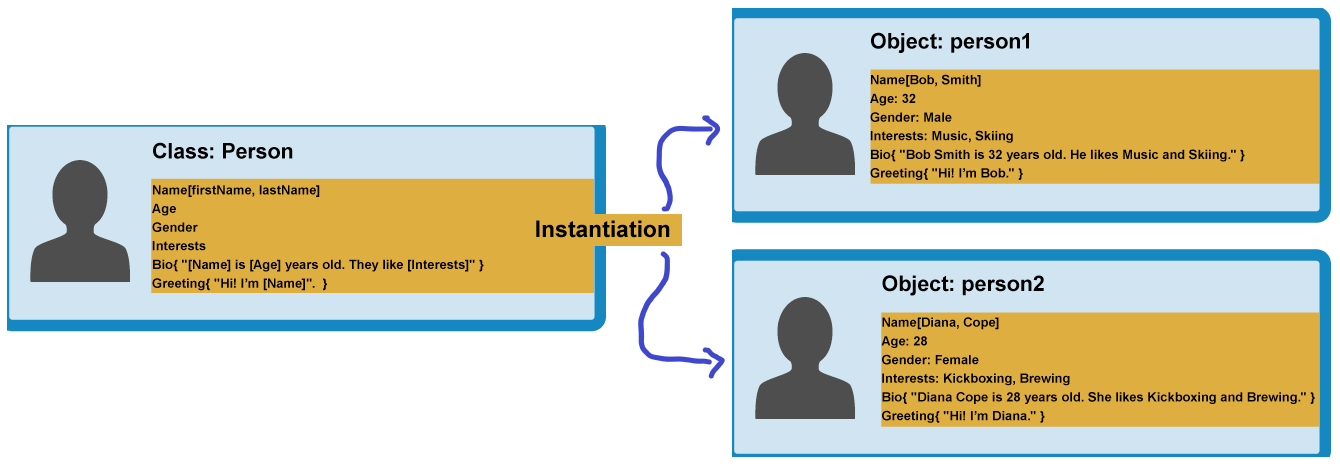 Class: Person
Name[firstName, lastName]
Age
Gender
Interests
Bio{ "[Name] is [Age] years old. They like [Interests]" }
Greeting{ "Hi! I’m [Name]".  }
Instantiation
Object: person1
Name[Bob, Smith]
Age: 32
Gender: Male
Interests: Music, Skiing
Bio{ "Bob Smith is 32 years old. He likes Music and Skiing." }
Greeting{ "Hi! I’m Bob." }
Object: person2
Name[Diana, Cope]
Age: 28
Gender: Female
Interests: Kickboxing, Brewing
Bio{ "Diana Cope is 28 years old. She likes Kickboxing and Brewing." }
Greeting{ "Hi! I’m Diana." }